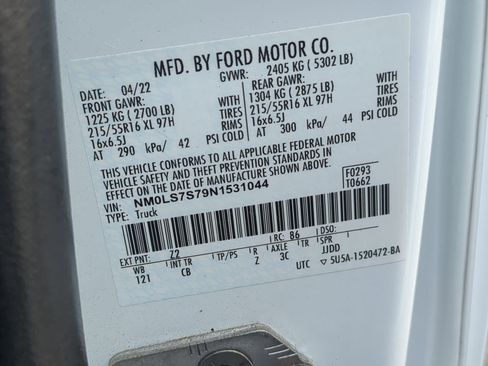 MFD. BY FORD MOTOR CO.
DATE: 04/22 GVWR: 2405 KG ( 5302 LB)
FRONT GAWR: REAR GAWR:
1225 KG ( 2700 LB) WITH 1304 KG ( 2875 LB) WITH
215/55R16 XL 97H TIRES 215/55R16 XL 97H TIRES
16x6.5J RIMS 16x6.5J RIMS
AT 290 kPa/ 42 PSI COLD AT 300 kPa/ 44 PSI COLD
THIS VEHICLE CONFORMS TO ALL APPLICABLE FEDERAL MOTOR
VEHICLE SAFETY AND THEFT PREVENTION STANDARDS IN
EFFECT ON THE DATE OF MANUFACTURE SHOWN ABOVE.
VIN: NM0LS7S79N1531044 F0293
TYPE: Truck T0662
EXT PNT: Z2 RC: 86 DSO:
WB INT TR TP/PS R AXLE TR SPR
121 CB Z 3C JJDD
UTC 5U5A-1520472-BA